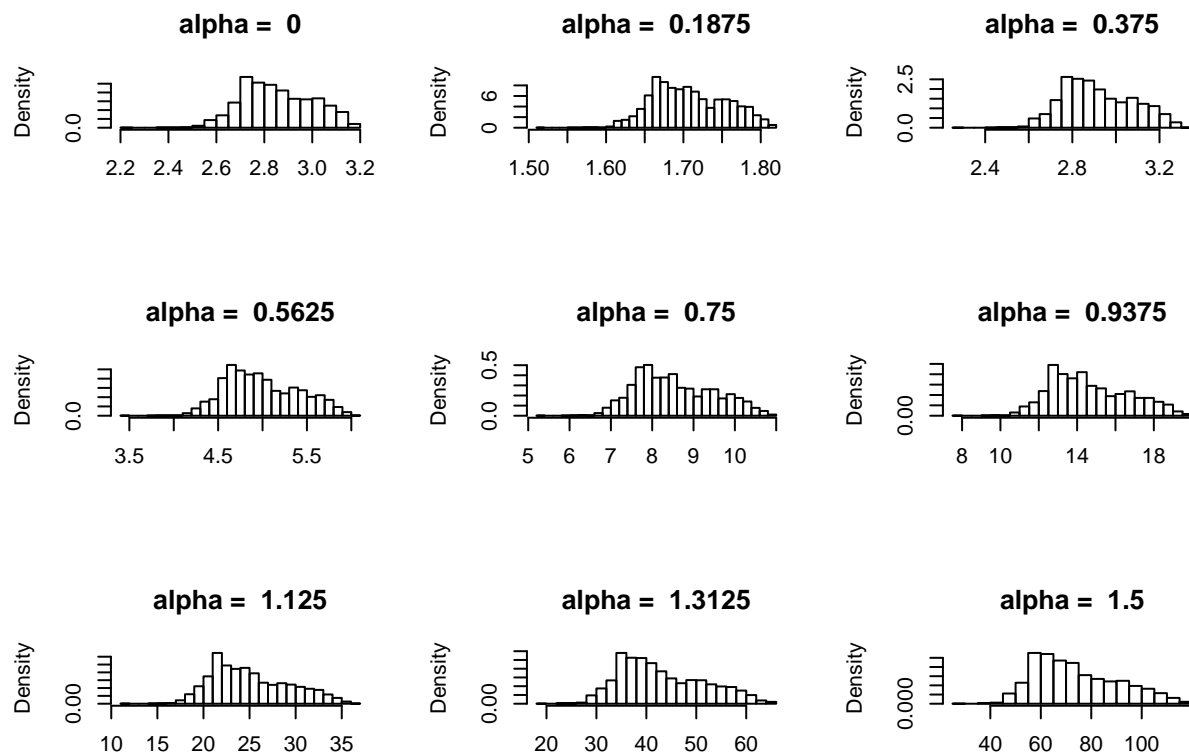 alpha = 0
Density
0.0
2.2 2.4 2.6 2.8 3.0 3.2
alpha = 0.1875
Density
0 6
1.50 1.60 1.70 1.80
alpha = 0.375
Density
0.0 2.5
2.4 2.8 3.2
alpha = 0.5625
Density
0.0
3.5 4.5 5.5
alpha = 0.75
Density
0.0 0.5
5 6 7 8 9 10
alpha = 0.9375
Density
0.00
8 10 14 18
alpha = 1.125
Density
0.00
10 15 20 25 30 35
alpha = 1.3125
Density
0.00
20 30 40 50 60
alpha = 1.5
Density
0.000
40 60 80 100